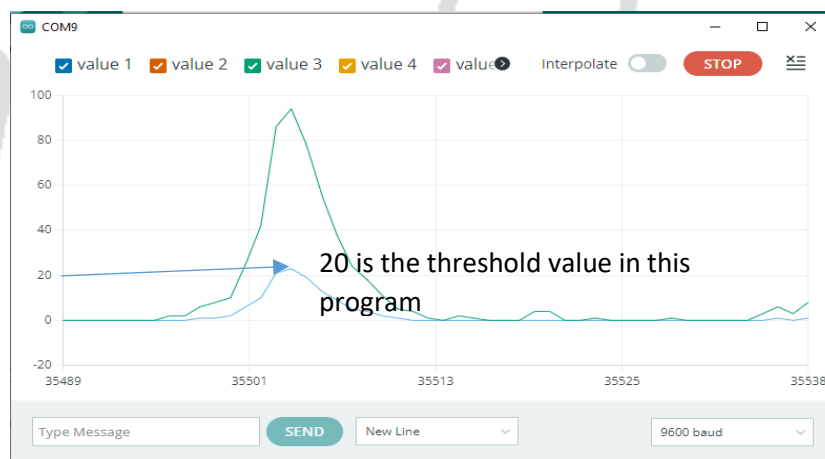 COM9
value 1 value 2 value 3 value 4 value Interpolate STOP
100
80
60
40
20
0
-20
20 is the threshold value in this
program
35489 35501 35513 35525 35538
Type Message SEND New Line 9600 baud